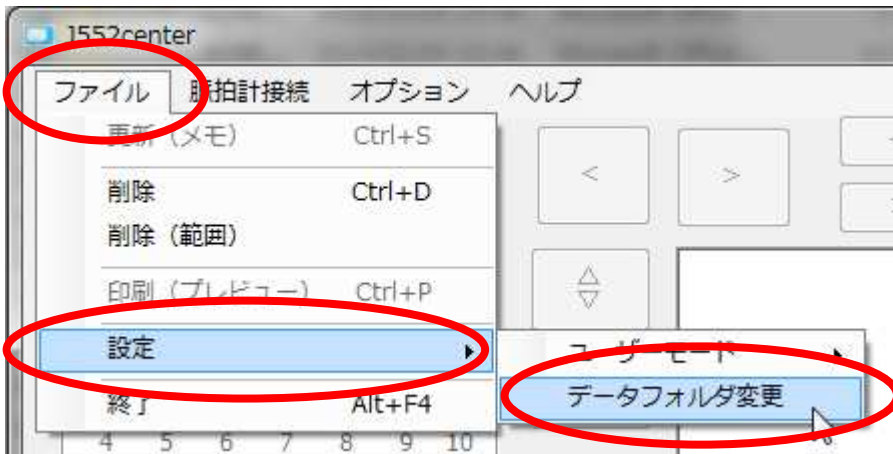 J552center
ファイル 脈拍計接続 オプション ヘルプ
更新（メモ） Ctrl+S
削除 Ctrl+D
削除（範囲）
印刷（プレビュー） Ctrl+P
設定
ユーザーモード
データフォルダ変更
終了 Alt+F4
4 5 6 7 8 9 10
< >